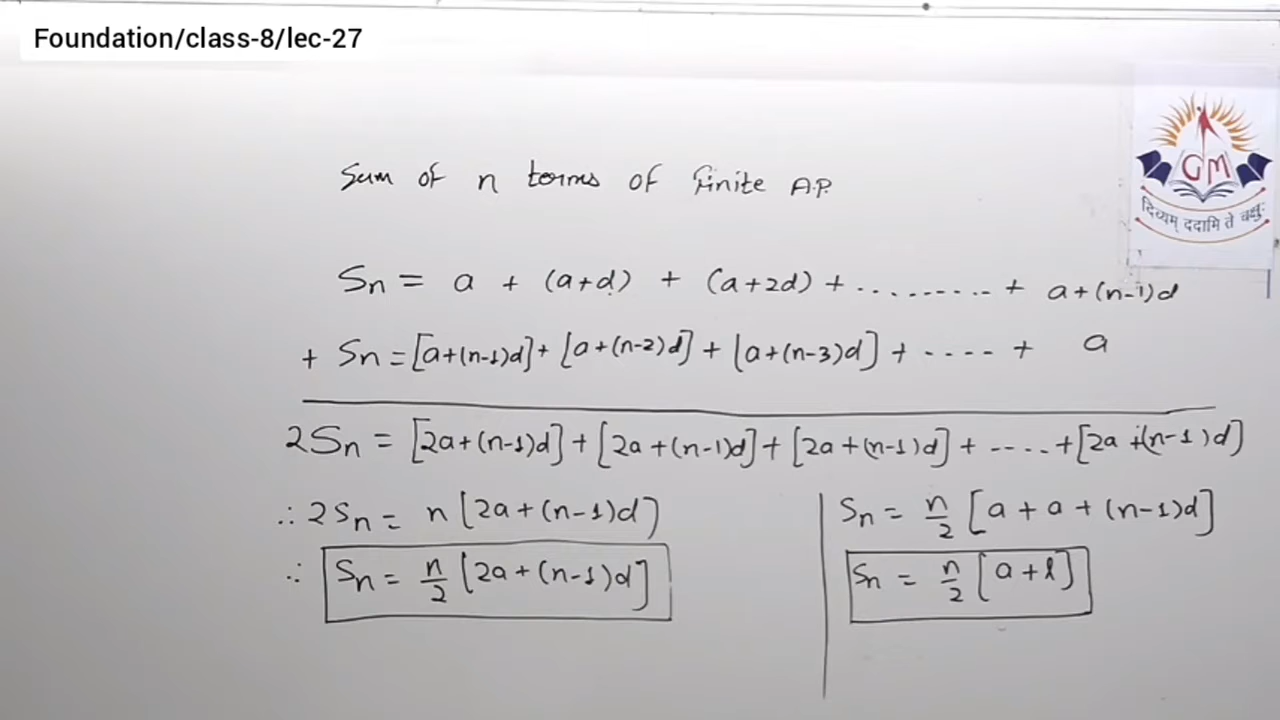 Foundation/class-8/lec-27
GM
दिव्यम् ददामि ते चक्षुः
Sum of n terms of finite A.P.
Sn = a + (a+d) + (a+2d) + .......... + a+(n-1)d
+ Sn = [a+(n-1)d] + [a+(n-2)d] + [a+(n-3)d] + ..... + a
2Sn = [2a+(n-1)d] + [2a+(n-1)d] + [2a+(n-1)d] + ..... + [2a+(n-1)d]
∴ 2Sn = n[2a+(n-1)d]
∴ Sn = n/2 [2a+(n-1)d]
Sn = n/2 [a+a+(n-1)d]
Sn = n/2 [a+l]